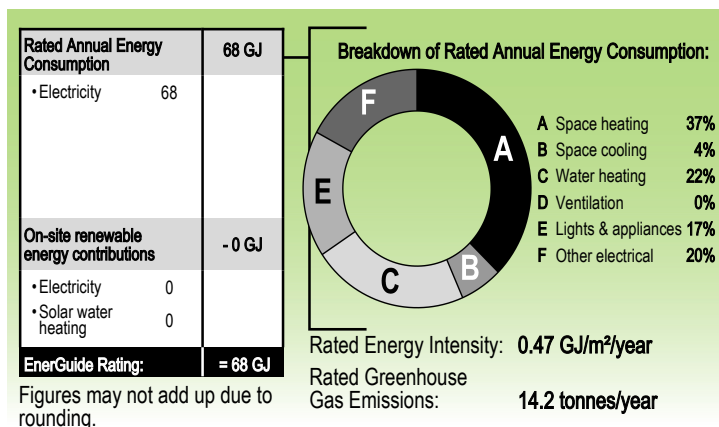 Rated Annual Energy Consumption 68 GJ
• Electricity 68
On-site renewable energy contributions - 0 GJ
• Electricity 0
• Solar water heating 0
EnerGuide Rating: = 68 GJ
Figures may not add up due to
rounding.
Breakdown of Rated Annual Energy Consumption:
F
A
E
B
C
A Space heating 37%
B Space cooling 4%
C Water heating 22%
D Ventilation 0%
E Lights & appliances 17%
F Other electrical 20%
Rated Energy Intensity: 0.47 GJ/m²/year
Rated Greenhouse
Gas Emissions: 14.2 tonnes/year